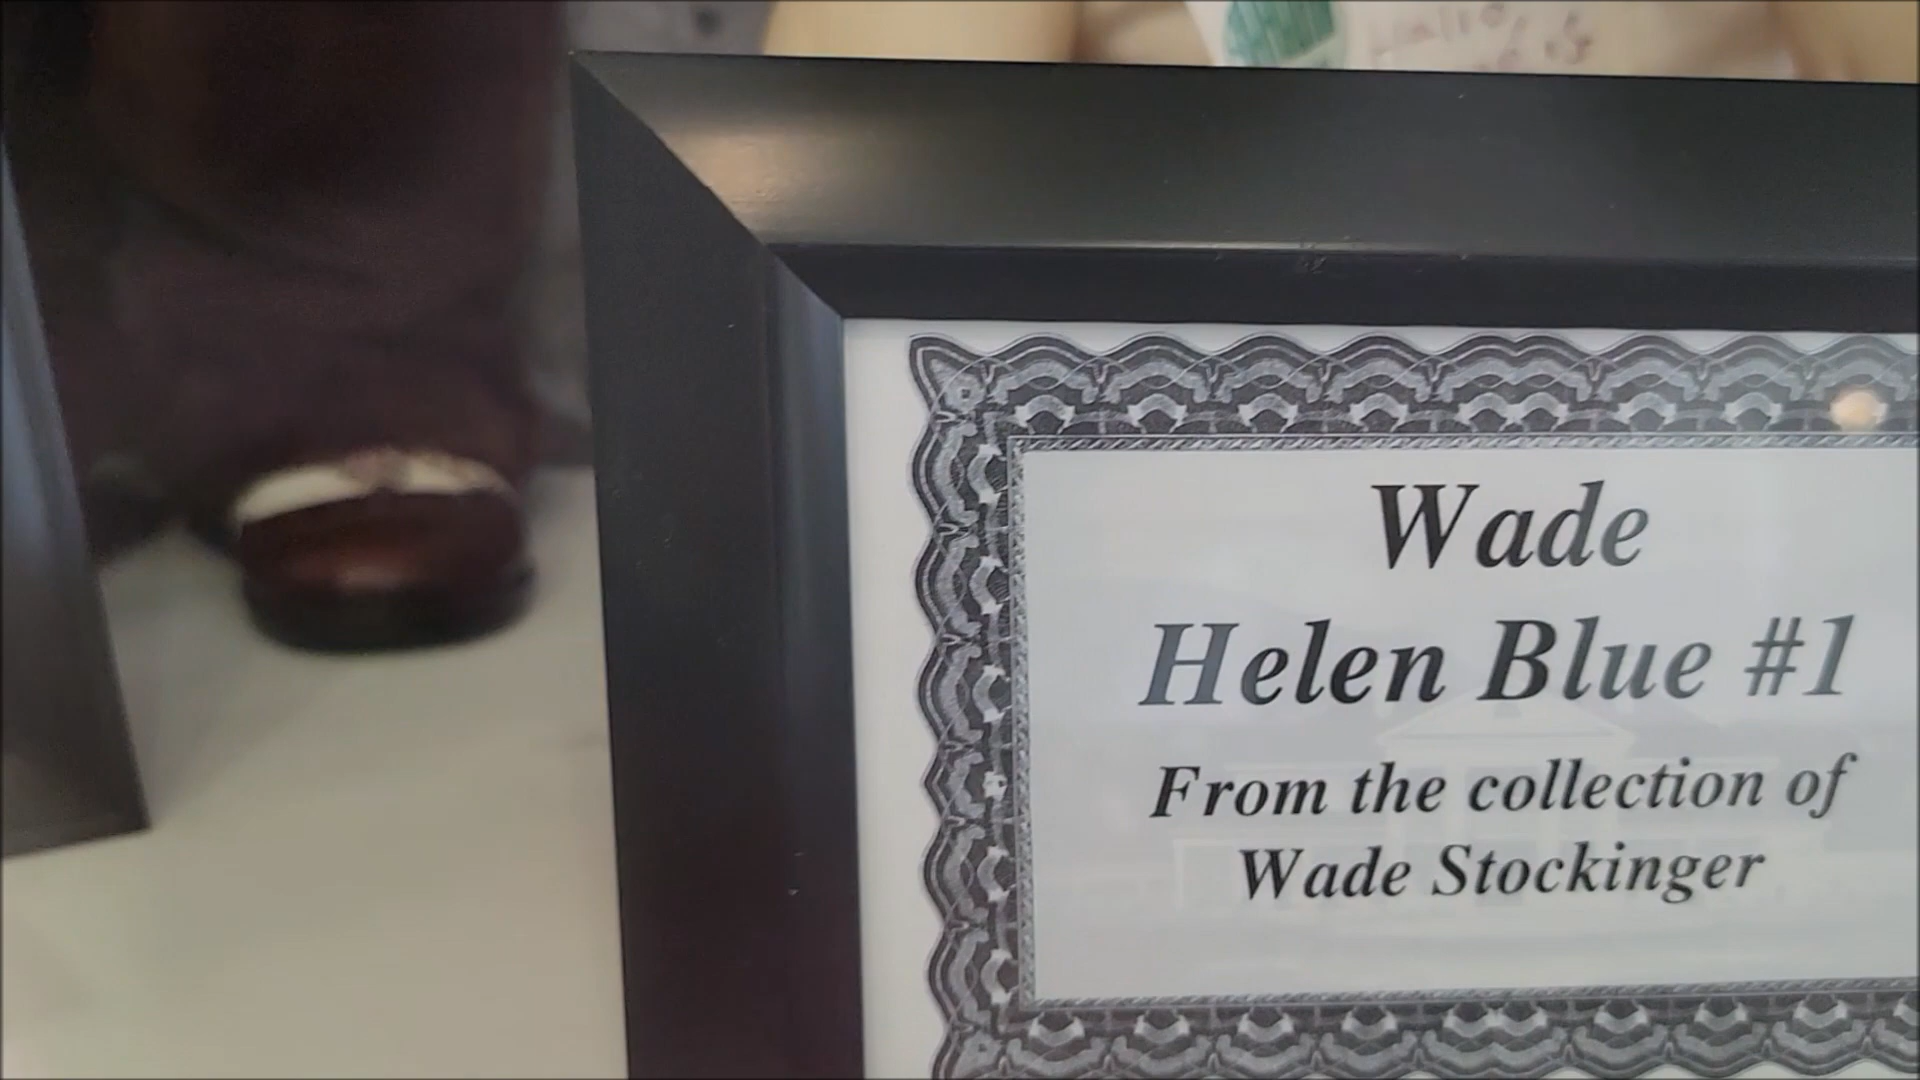 Wade
Helen Blue #1
From the collection of
Wade Stockinger